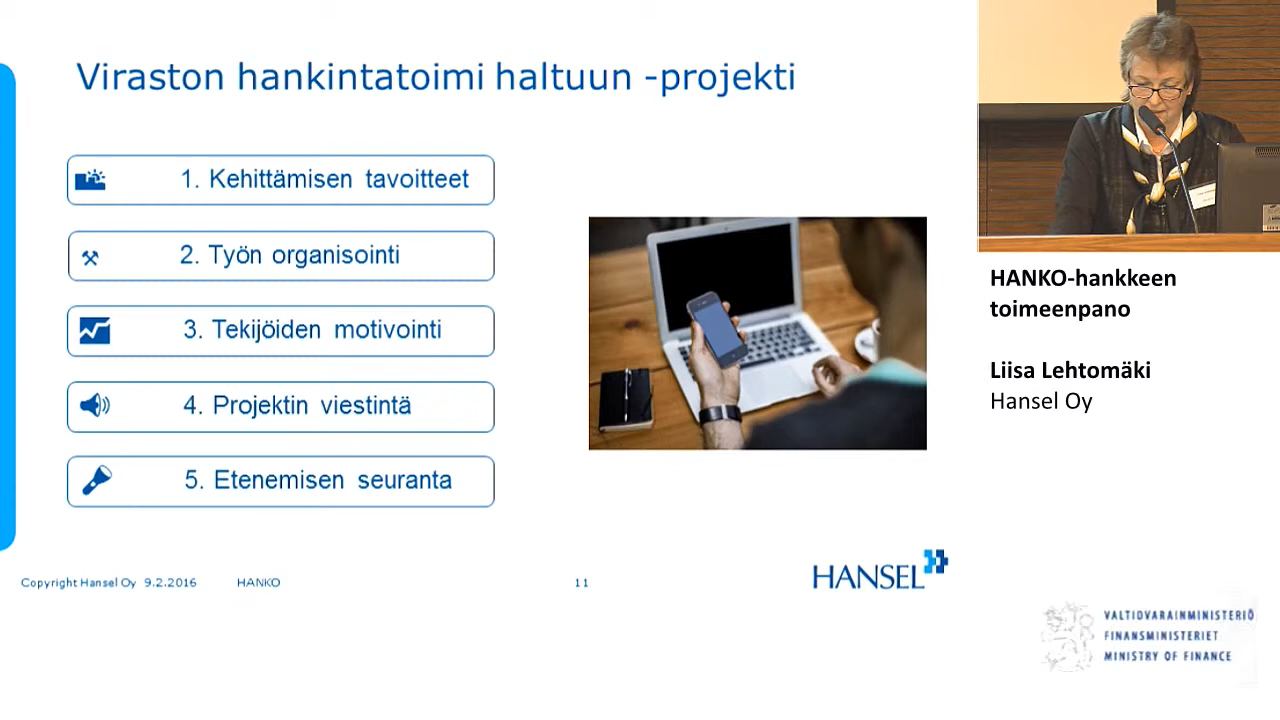 Viraston hankintatoimi haltuun -projekti
1. Kehittämisen tavoitteet
2. Työn organisointi
3. Tekijöiden motivointi
4. Projektin viestintä
5. Etenemisen seuranta
Copyright Hansel Oy 9.2.2016 HANKO 11
HANSEL
HANKO-hankkeen
toimeenpano
Liisa Lehtomäki
Hansel Oy
VALTIOVARAINMINISTERIÖ
FINANSMINISTERIET
MINISTRY OF FINANCE